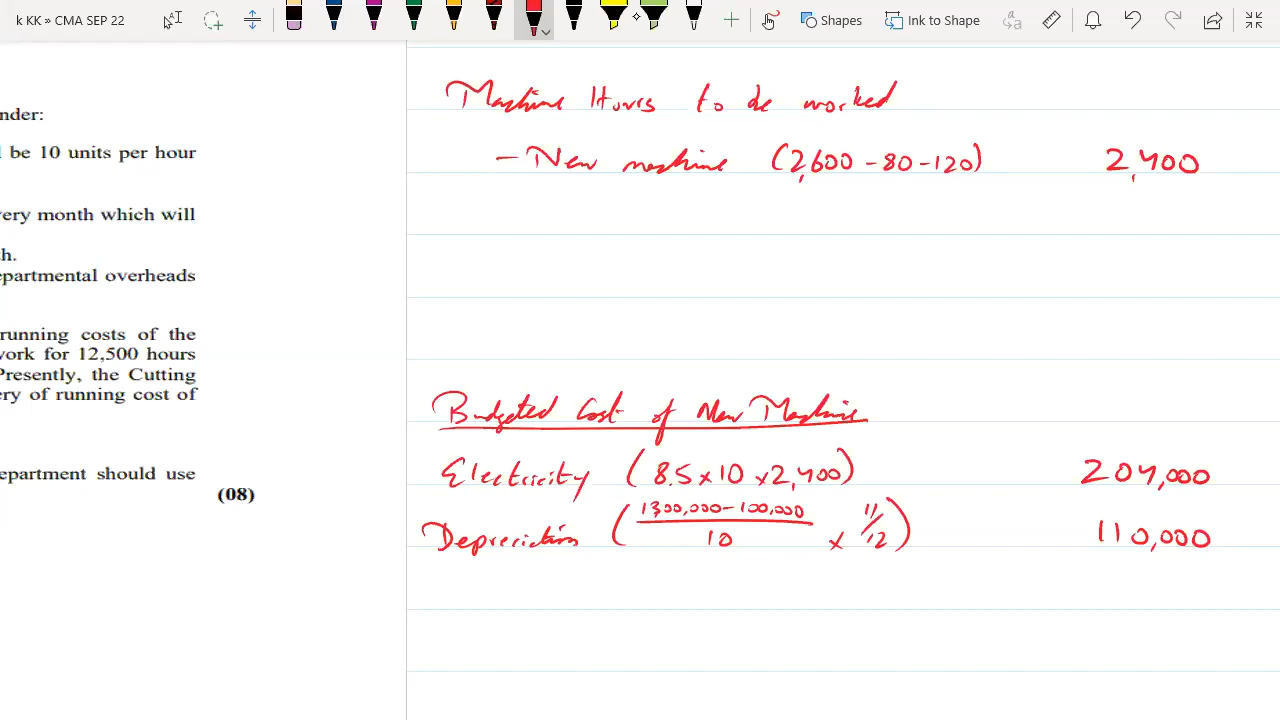 k KK » CMA SEP 22
Shapes
Ink to Shape
nder:
l be 10 units per hour
very month which will
th.
epartmental overheads
running costs of the
work for 12,500 hours
Presently, the Cutting
ery of running cost of
epartment should use
(08)
Machine Hours to be worked
- New machine (2,600 - 80 - 120) 2,400
Budgeted Cost of New Machine
Electricity (8.5 x 10 x 2,400) 204,000
Depreciation (1300,000 - 100,000 / 10 x 11/12) 110,000